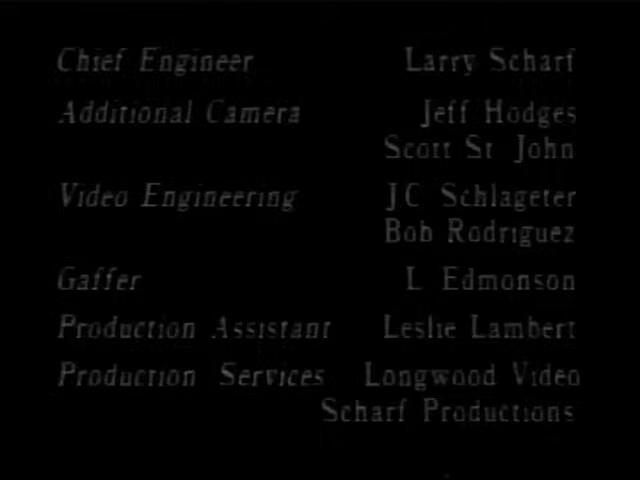 Chief Engineer Larry Scharf
Additional Camera Jeff Hodges
Scott St John
Video Engineering JC Schlageter
Bob Rodriguez
Gaffer L Edmonson
Production Assistant Leslie Lambert
Production Services Longwood Video
Scharf Productions